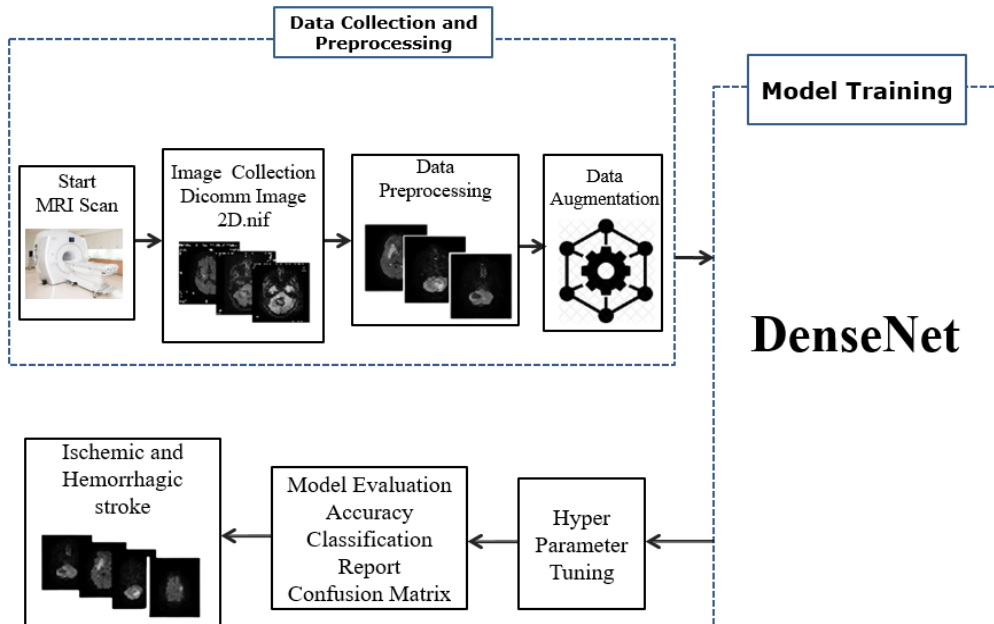 Data Collection and
Preprocessing
Model Training
Start
MRI Scan
Image Collection
Dicomm Image
2D.nif
Data
Preprocessing
Data
Augmentation
DenseNet
Hyper
Parameter
Tuning
Model Evaluation
Accuracy
Classification
Report
Confusion Matrix
Ischemic and
Hemorrhagic
stroke